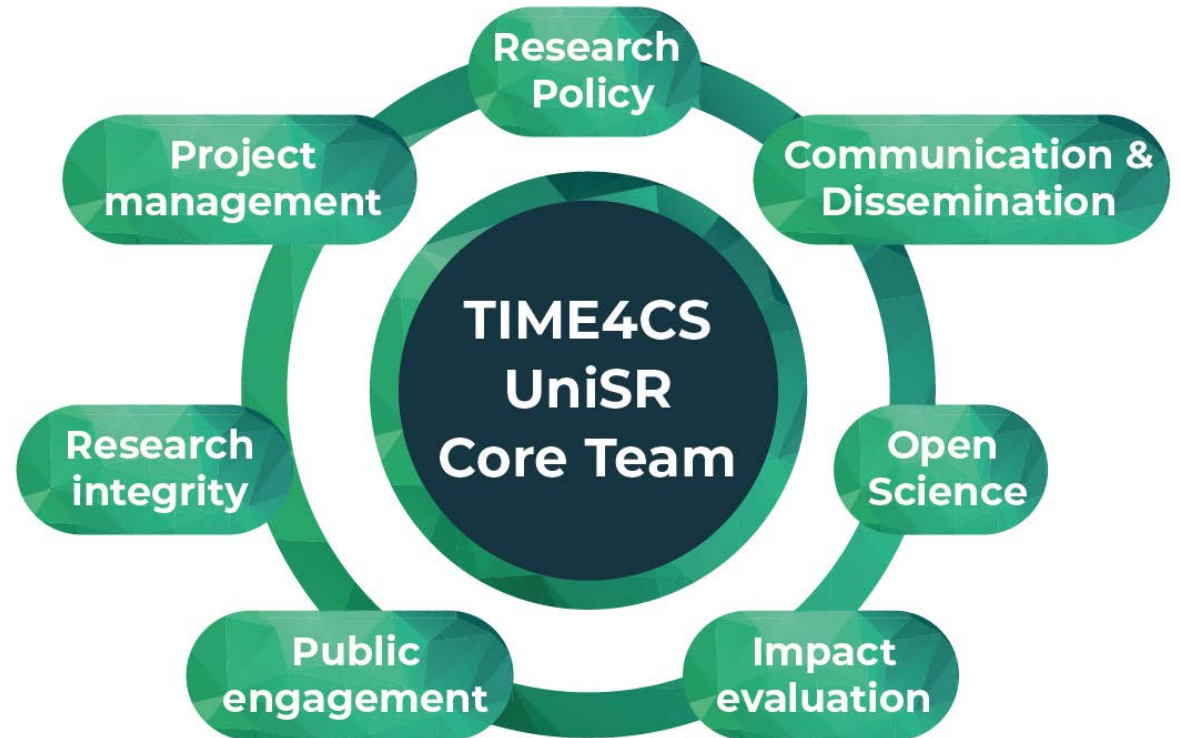 Research
Policy
Project
management
Communication &
Dissemination
TIME4CS
UniSR
Core Team
Research
integrity
Open
Science
Public
engagement
Impact
evaluation